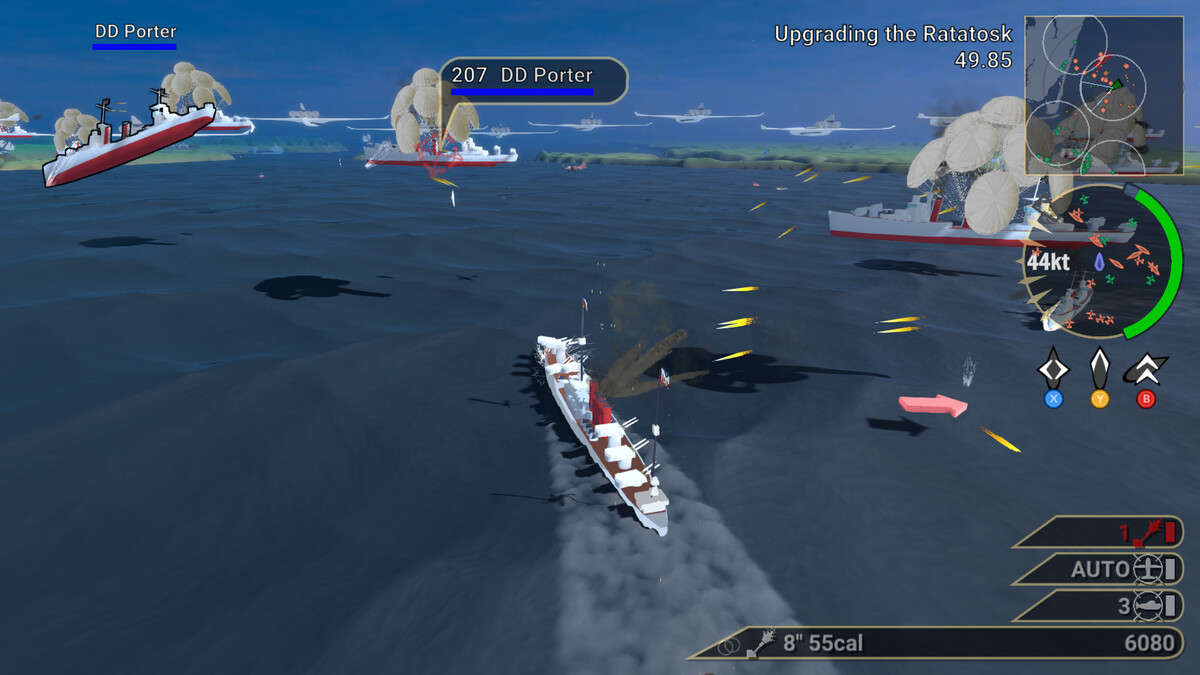 DD Porter
207 DD Porter
Upgrading the Ratatosk
49.85
44kt
X Y B
1
AUTO
3
8" 55cal 6080